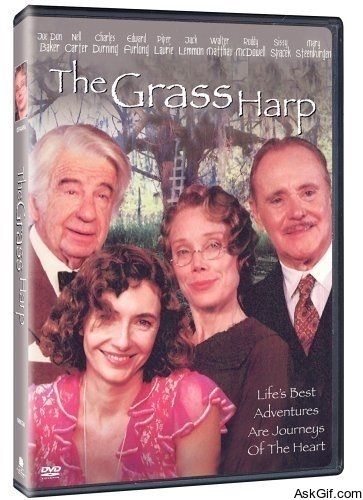 Joe Don Nell Charles Edward Piper Jack Walter Roddy Sissy Mary
Baker Carter Durning Furlong Laurie Lemmon Matthau McDowall Spacek Steenburgen
The Grass Harp
The Grass Harp
Life's Best
Adventures
Are Journeys
Of The Heart
DVD
AskGif.com